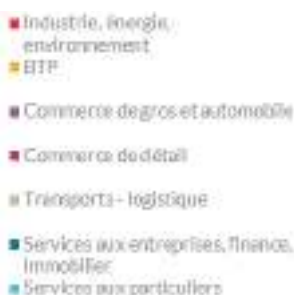 Industrie, énergie,
environnement
BTP
Commerce de gros et automobile
Commerce de détail
Transports - logistique
Services aux entreprises, finance,
immobilier
Services aux particuliers